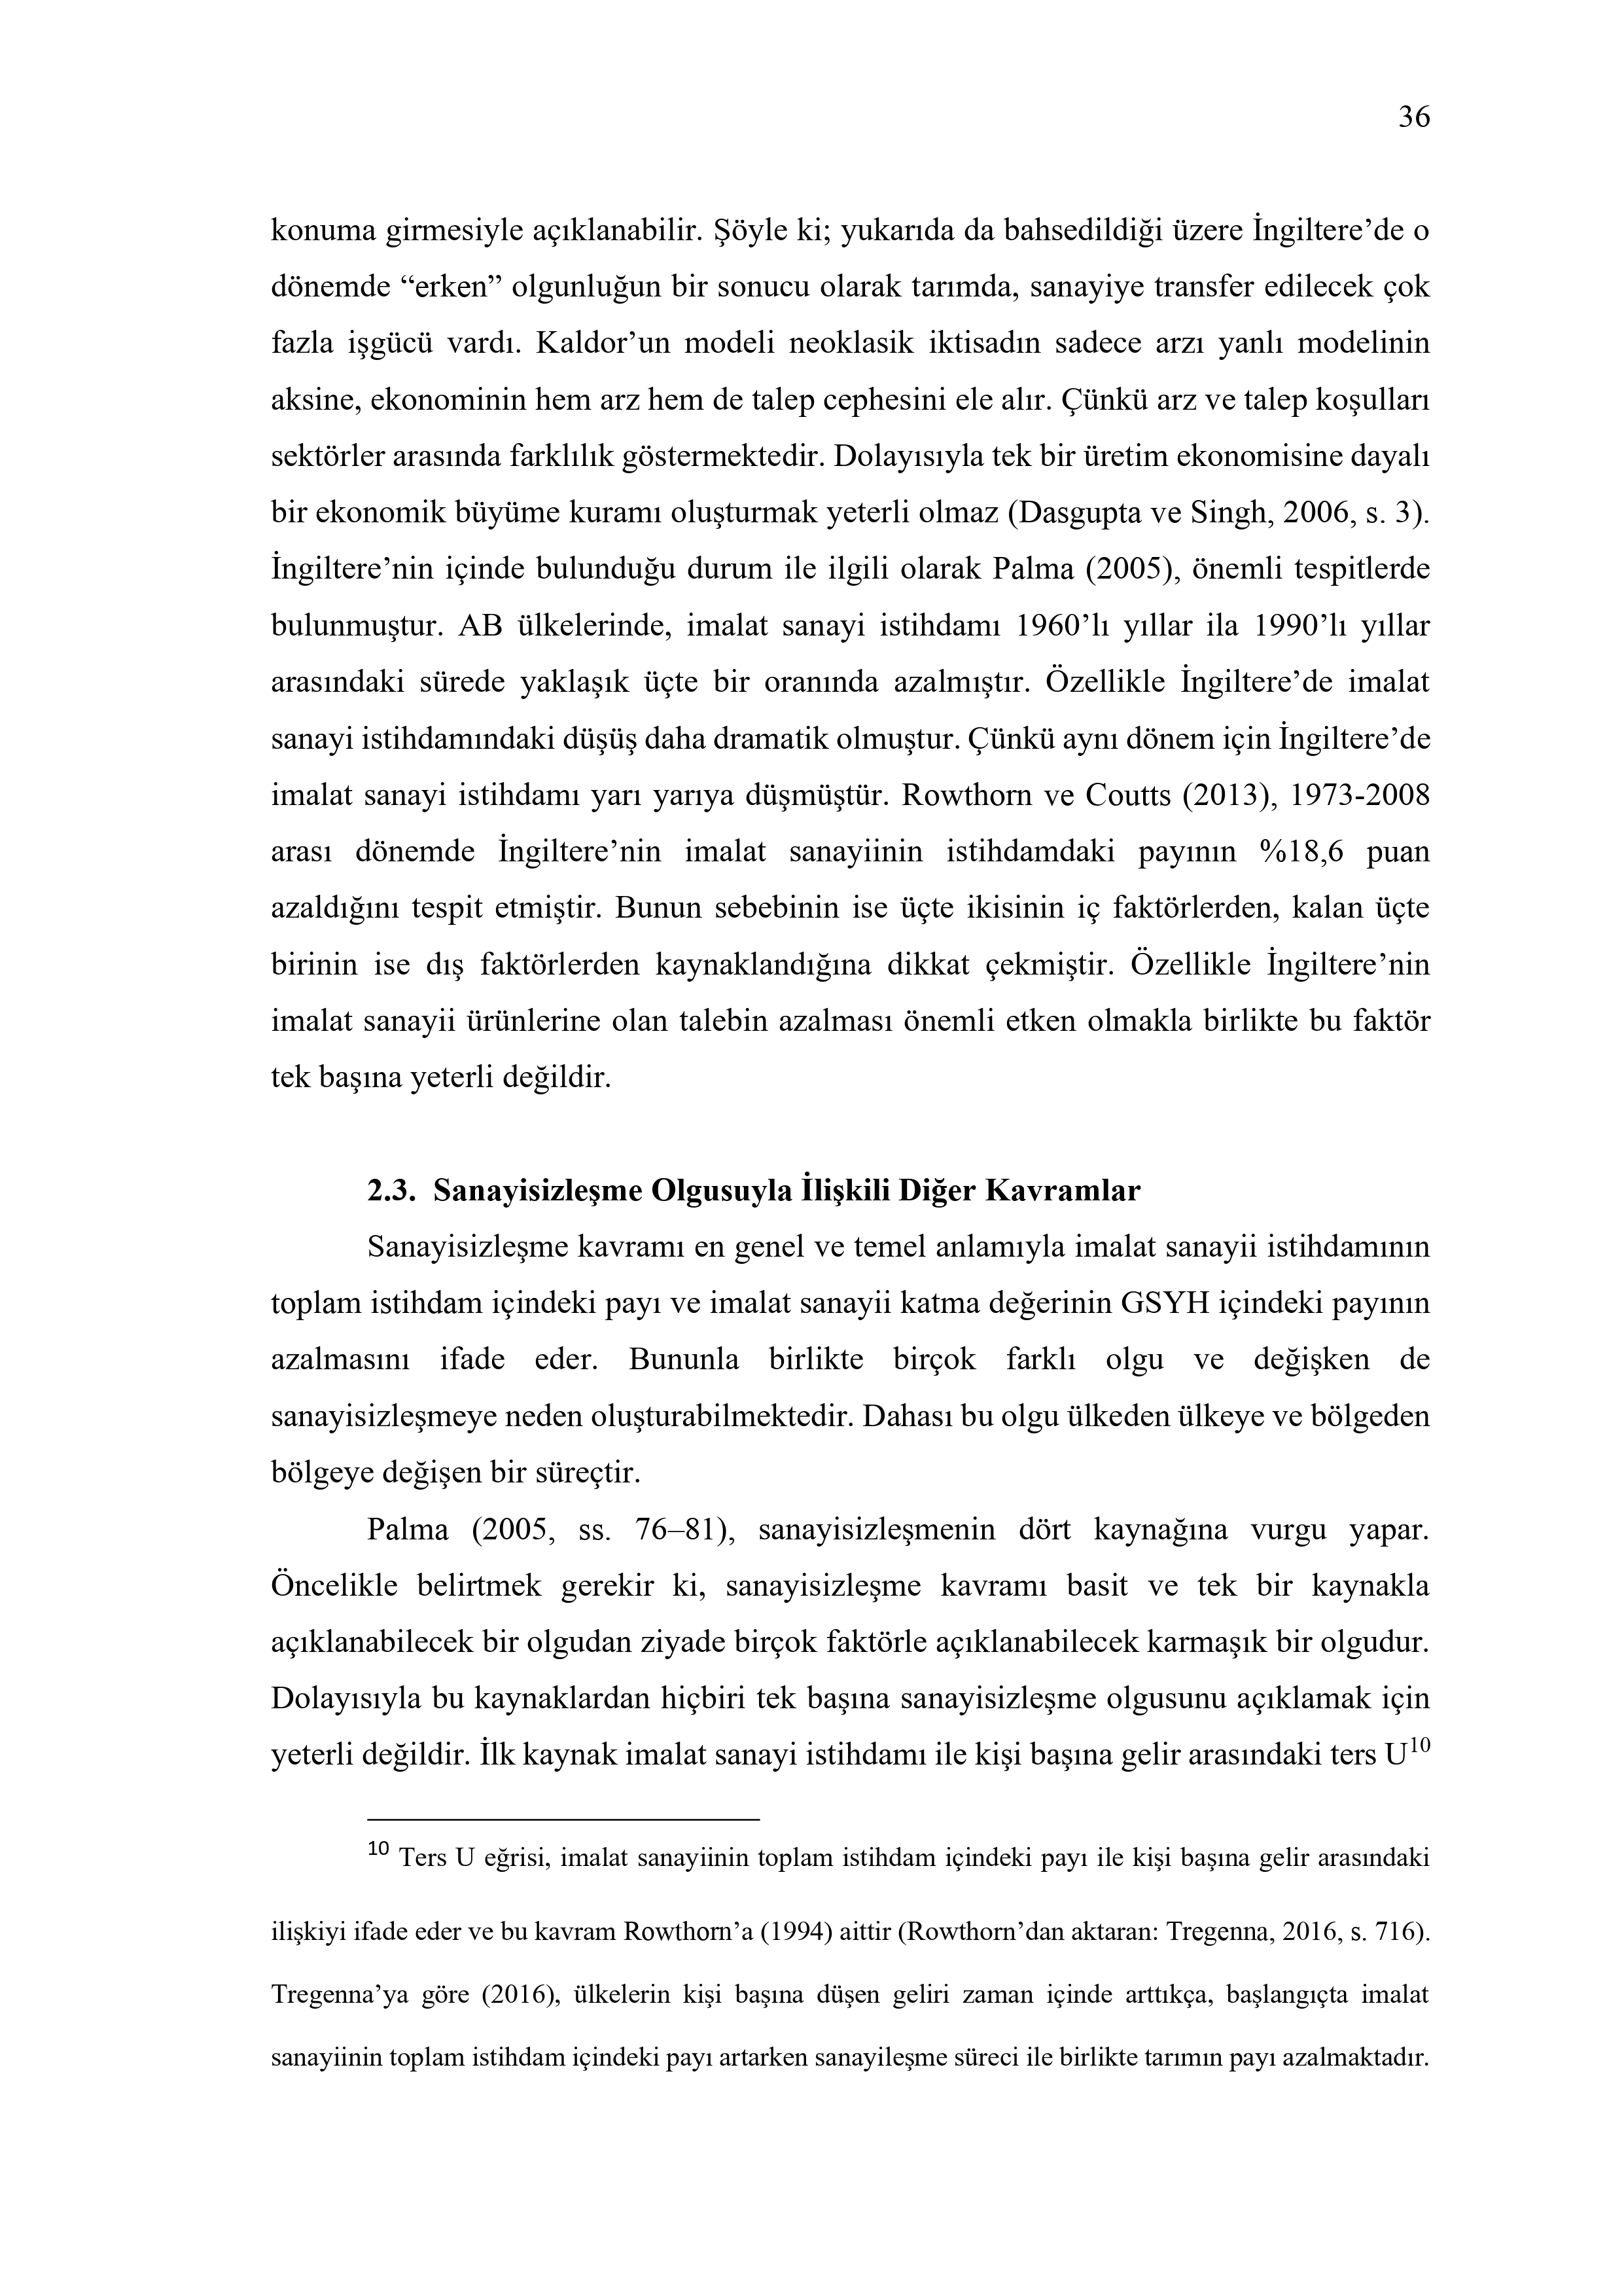 36
konuma girmesiyle açıklanabilir. Şöyle ki; yukarıda da bahsedildiği üzere İngiltere’de o
dönemde “erken” olgunluğun bir sonucu olarak tarımda, sanayiye transfer edilecek çok
fazla işgücü vardı. Kaldor’un modeli neoklasik iktisadın sadece arzı yanlı modelinin
aksine, ekonominin hem arz hem de talep cephesini ele alır. Çünkü arz ve talep koşulları
sektörler arasında farklılık göstermektedir. Dolayısıyla tek bir üretim ekonomisine dayalı
bir ekonomik büyüme kuramı oluşturmak yeterli olmaz (Dasgupta ve Singh, 2006, s. 3).
İngiltere’nin içinde bulunduğu durum ile ilgili olarak Palma (2005), önemli tespitlerde
bulunmuştur. AB ülkelerinde, imalat sanayi istihdamı 1960’lı yıllar ila 1990’lı yıllar
arasındaki sürede yaklaşık üçte bir oranında azalmıştır. Özellikle İngiltere’de imalat
sanayi istihdamındaki düşüş daha dramatik olmuştur. Çünkü aynı dönem için İngiltere’de
imalat sanayi istihdamı yarı yarıya düşmüştür. Rowthorn ve Coutts (2013), 1973-2008
arası dönemde İngiltere’nin imalat sanayiinin istihdamdaki payının %18,6 puan
azaldığını tespit etmiştir. Bunun sebebinin ise üçte ikisinin iç faktörlerden, kalan üçte
birinin ise dış faktörlerden kaynaklandığına dikkat çekmiştir. Özellikle İngiltere’nin
imalat sanayii ürünlerine olan talebin azalması önemli etken olmakla birlikte bu faktör
tek başına yeterli değildir.
2.3. Sanayisizleşme Olgusuyla İlişkili Diğer Kavramlar
Sanayisizleşme kavramı en genel ve temel anlamıyla imalat sanayii istihdamının
toplam istihdam içindeki payı ve imalat sanayii katma değerinin GSYH içindeki payının
azalmasını ifade eder. Bununla birlikte birçok farklı olgu ve değişken de
sanayisizleşmeye neden oluşturabilmektedir. Dahası bu olgu ülkeden ülkeye ve bölgeden
bölgeye değişen bir süreçtir.
Palma (2005, ss. 76–81), sanayisizleşmenin dört kaynağına vurgu yapar.
Öncelikle belirtmek gerekir ki, sanayisizleşme kavramı basit ve tek bir kaynakla
açıklanabilecek bir olgudan ziyade birçok faktörle açıklanabilecek karmaşık bir olgudur.
Dolayısıyla bu kaynaklardan hiçbiri tek başına sanayisizleşme olgusunu açıklamak için
yeterli değildir. İlk kaynak imalat sanayi istihdamı ile kişi başına gelir arasındaki ters U¹⁰
¹⁰ Ters U eğrisi, imalat sanayiinin toplam istihdam içindeki payı ile kişi başına gelir arasındaki
ilişkiyi ifade eder ve bu kavram Rowthorn’a (1994) aittir (Rowthorn’dan aktaran: Tregenna, 2016, s. 716).
Tregenna’ya göre (2016), ülkelerin kişi başına düşen geliri zaman içinde arttıkça, başlangıçta imalat
sanayiinin toplam istihdam içindeki payı artarken sanayileşme süreci ile birlikte tarımın payı azalmaktadır.